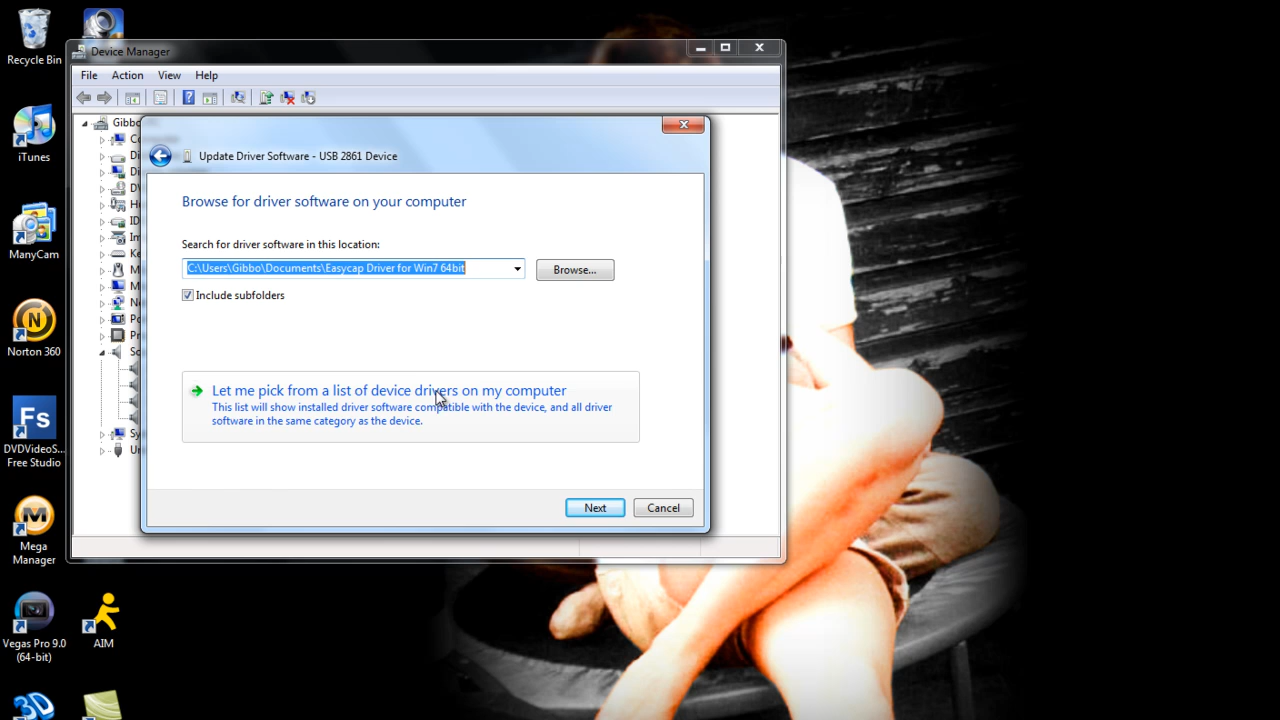 Recycle Bin
iTunes
ManyCam
Norton 360
DVDVideoS...
Free Studio
Mega
Manager
Vegas Pro 9.0
(64-bit)
AIM
Device Manager
File Action View Help
Gibbo
Update Driver Software - USB 2861 Device
Browse for driver software on your computer
Search for driver software in this location:
C:\Users\Gibbo\Documents\Easycap Driver for Win7 64bit
Browse...
Include subfolders
Let me pick from a list of device drivers on my computer
This list will show installed driver software compatible with the device, and all driver
software in the same category as the device.
Next Cancel